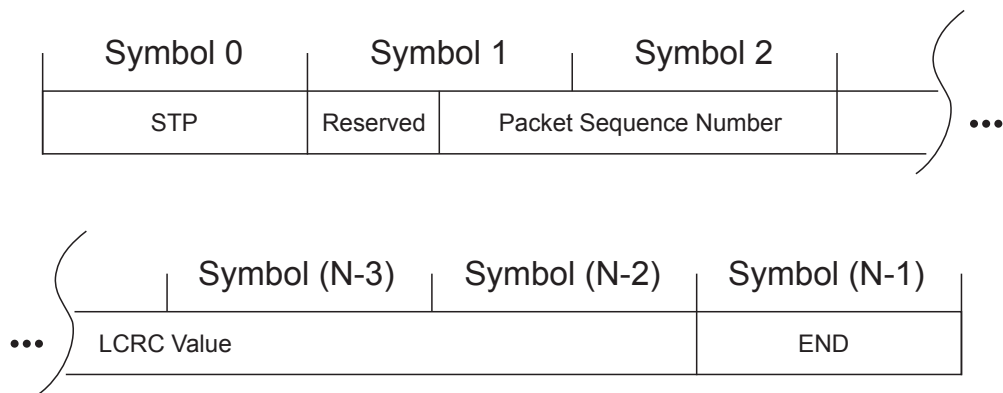 Symbol 0 Symbol 1 Symbol 2
STP Reserved Packet Sequence Number
•••
Symbol (N-3) Symbol (N-2) Symbol (N-1)
••• LCRC Value END